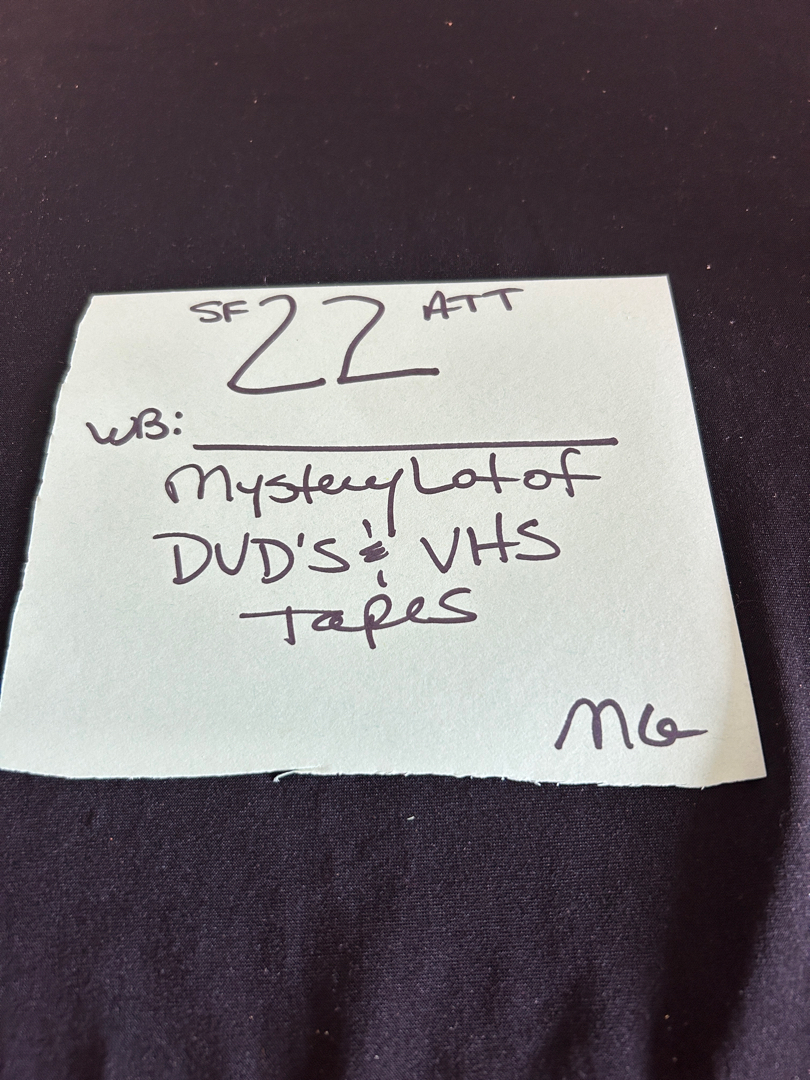 SF 22 ATT
WB:
Mystery Lot of
DVD'S & VHS
Tapes
MG